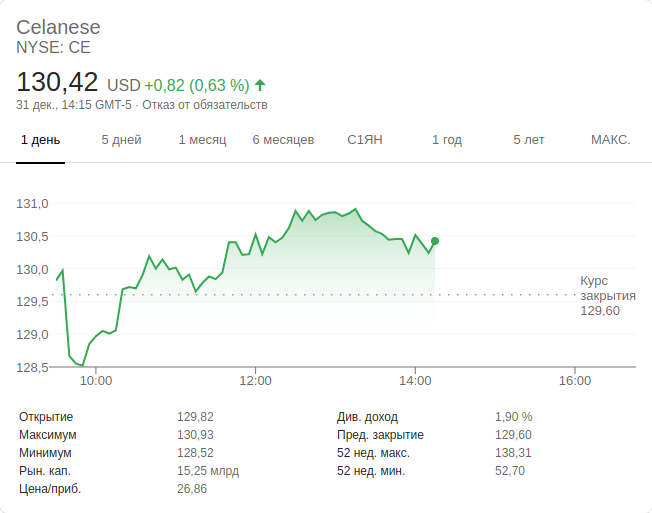 Celanese
NYSE: CE
130,42 USD +0,82 (0,63 %)
31 дек., 14:15 GMT-5 · Отказ от обязательств
1 день 5 дней 1 месяц 6 месяцев С1ЯН 1 год 5 лет МАКС.
131,0
130,5
130,0
129,5
129,0
128,5
Курс
закрытия
129,60
10:00 12:00 14:00 16:00
Открытие 129,82 Див. доход 1,90 %
Максимум 130,93 Пред. закрытие 129,60
Минимум 128,52 52 нед. макс. 138,31
Рын. кап. 15,25 млрд 52 нед. мин. 52,70
Цена/приб. 26,86